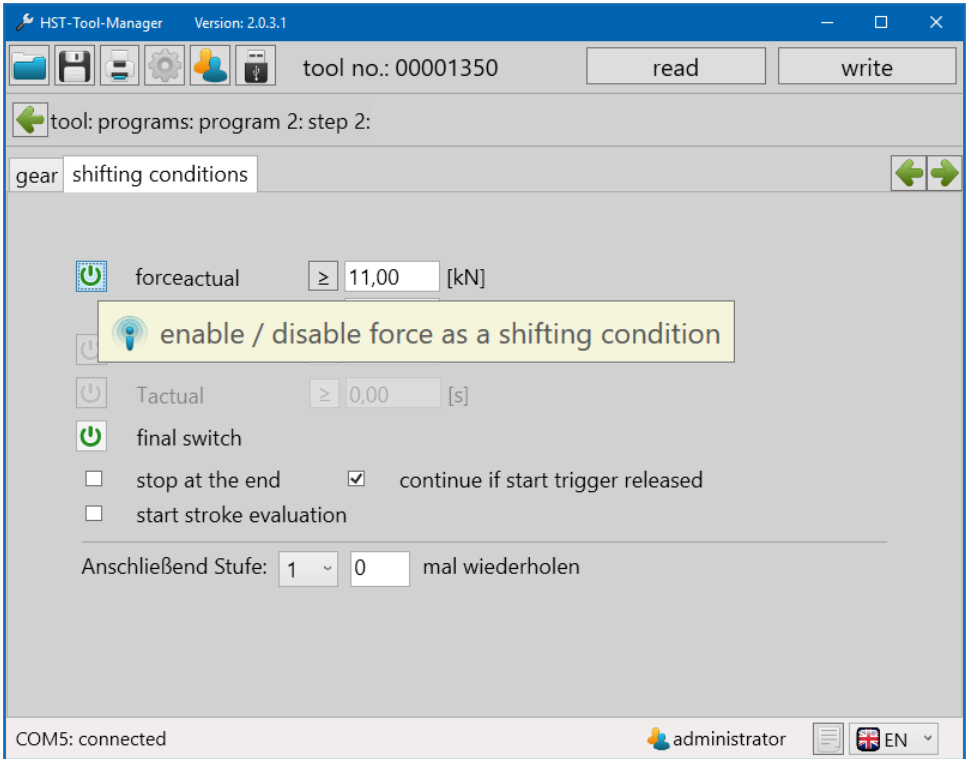 HST-Tool-Manager Version: 2.0.3.1
tool no.: 00001350 read write
tool: programs: program 2: step 2:
gear shifting conditions
forceactual ≥ 11,00 [kN]
enable / disable force as a shifting condition
Tactual ≥ 0,00 [s]
final switch
stop at the end continue if start trigger released
start stroke evaluation
Anschließend Stufe: 1 0 mal wiederholen
COM5: connected administrator EN